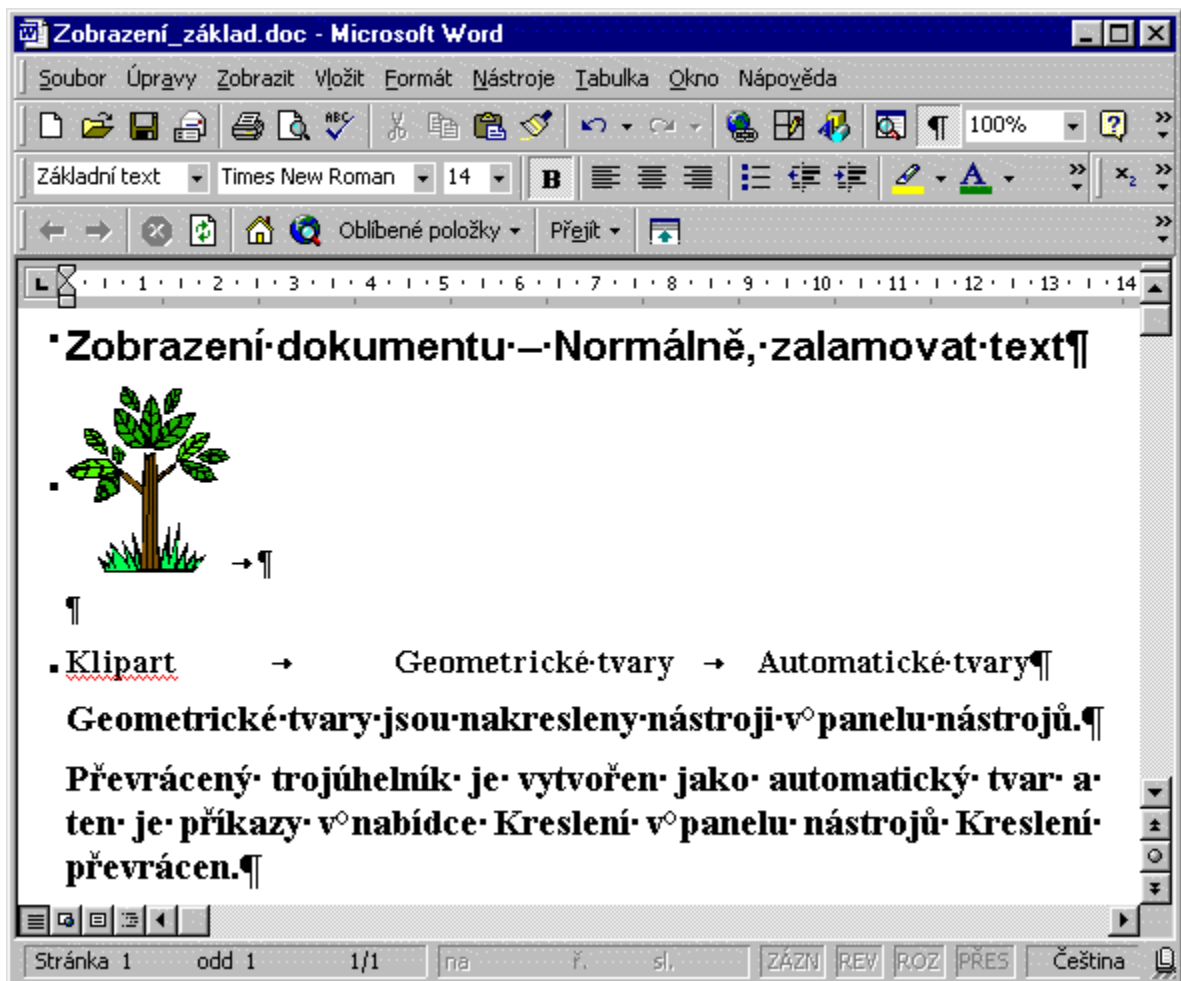 Zobrazení_základ.doc - Microsoft Word
Soubor Úpravy Zobrazit Vložit Formát Nástroje Tabulka Okno Nápověda
ABC 100%
Základní text Times New Roman 14 B A x₂
Oblíbené položky Přejít
1 2 3 4 5 6 7 8 9 10 11 12 13 14
Zobrazení·dokumentu·–·Normálně,·zalamovat·text¶
→¶
¶
Klipart → Geometrické·tvary → Automatické·tvary¶
Geometrické·tvary·jsou·nakresleny·nástroji·v°panelu·nástrojů.¶
Převrácený· trojúhelník· je· vytvořen· jako· automatický· tvar· a·
ten· je· příkazy· v°nabídce· Kreslení· v°panelu· nástrojů· Kreslení·
převrácen.¶
Stránka 1 odd 1 1/1 na ř. sl. ZÁZN REV ROZ PŘES Čeština